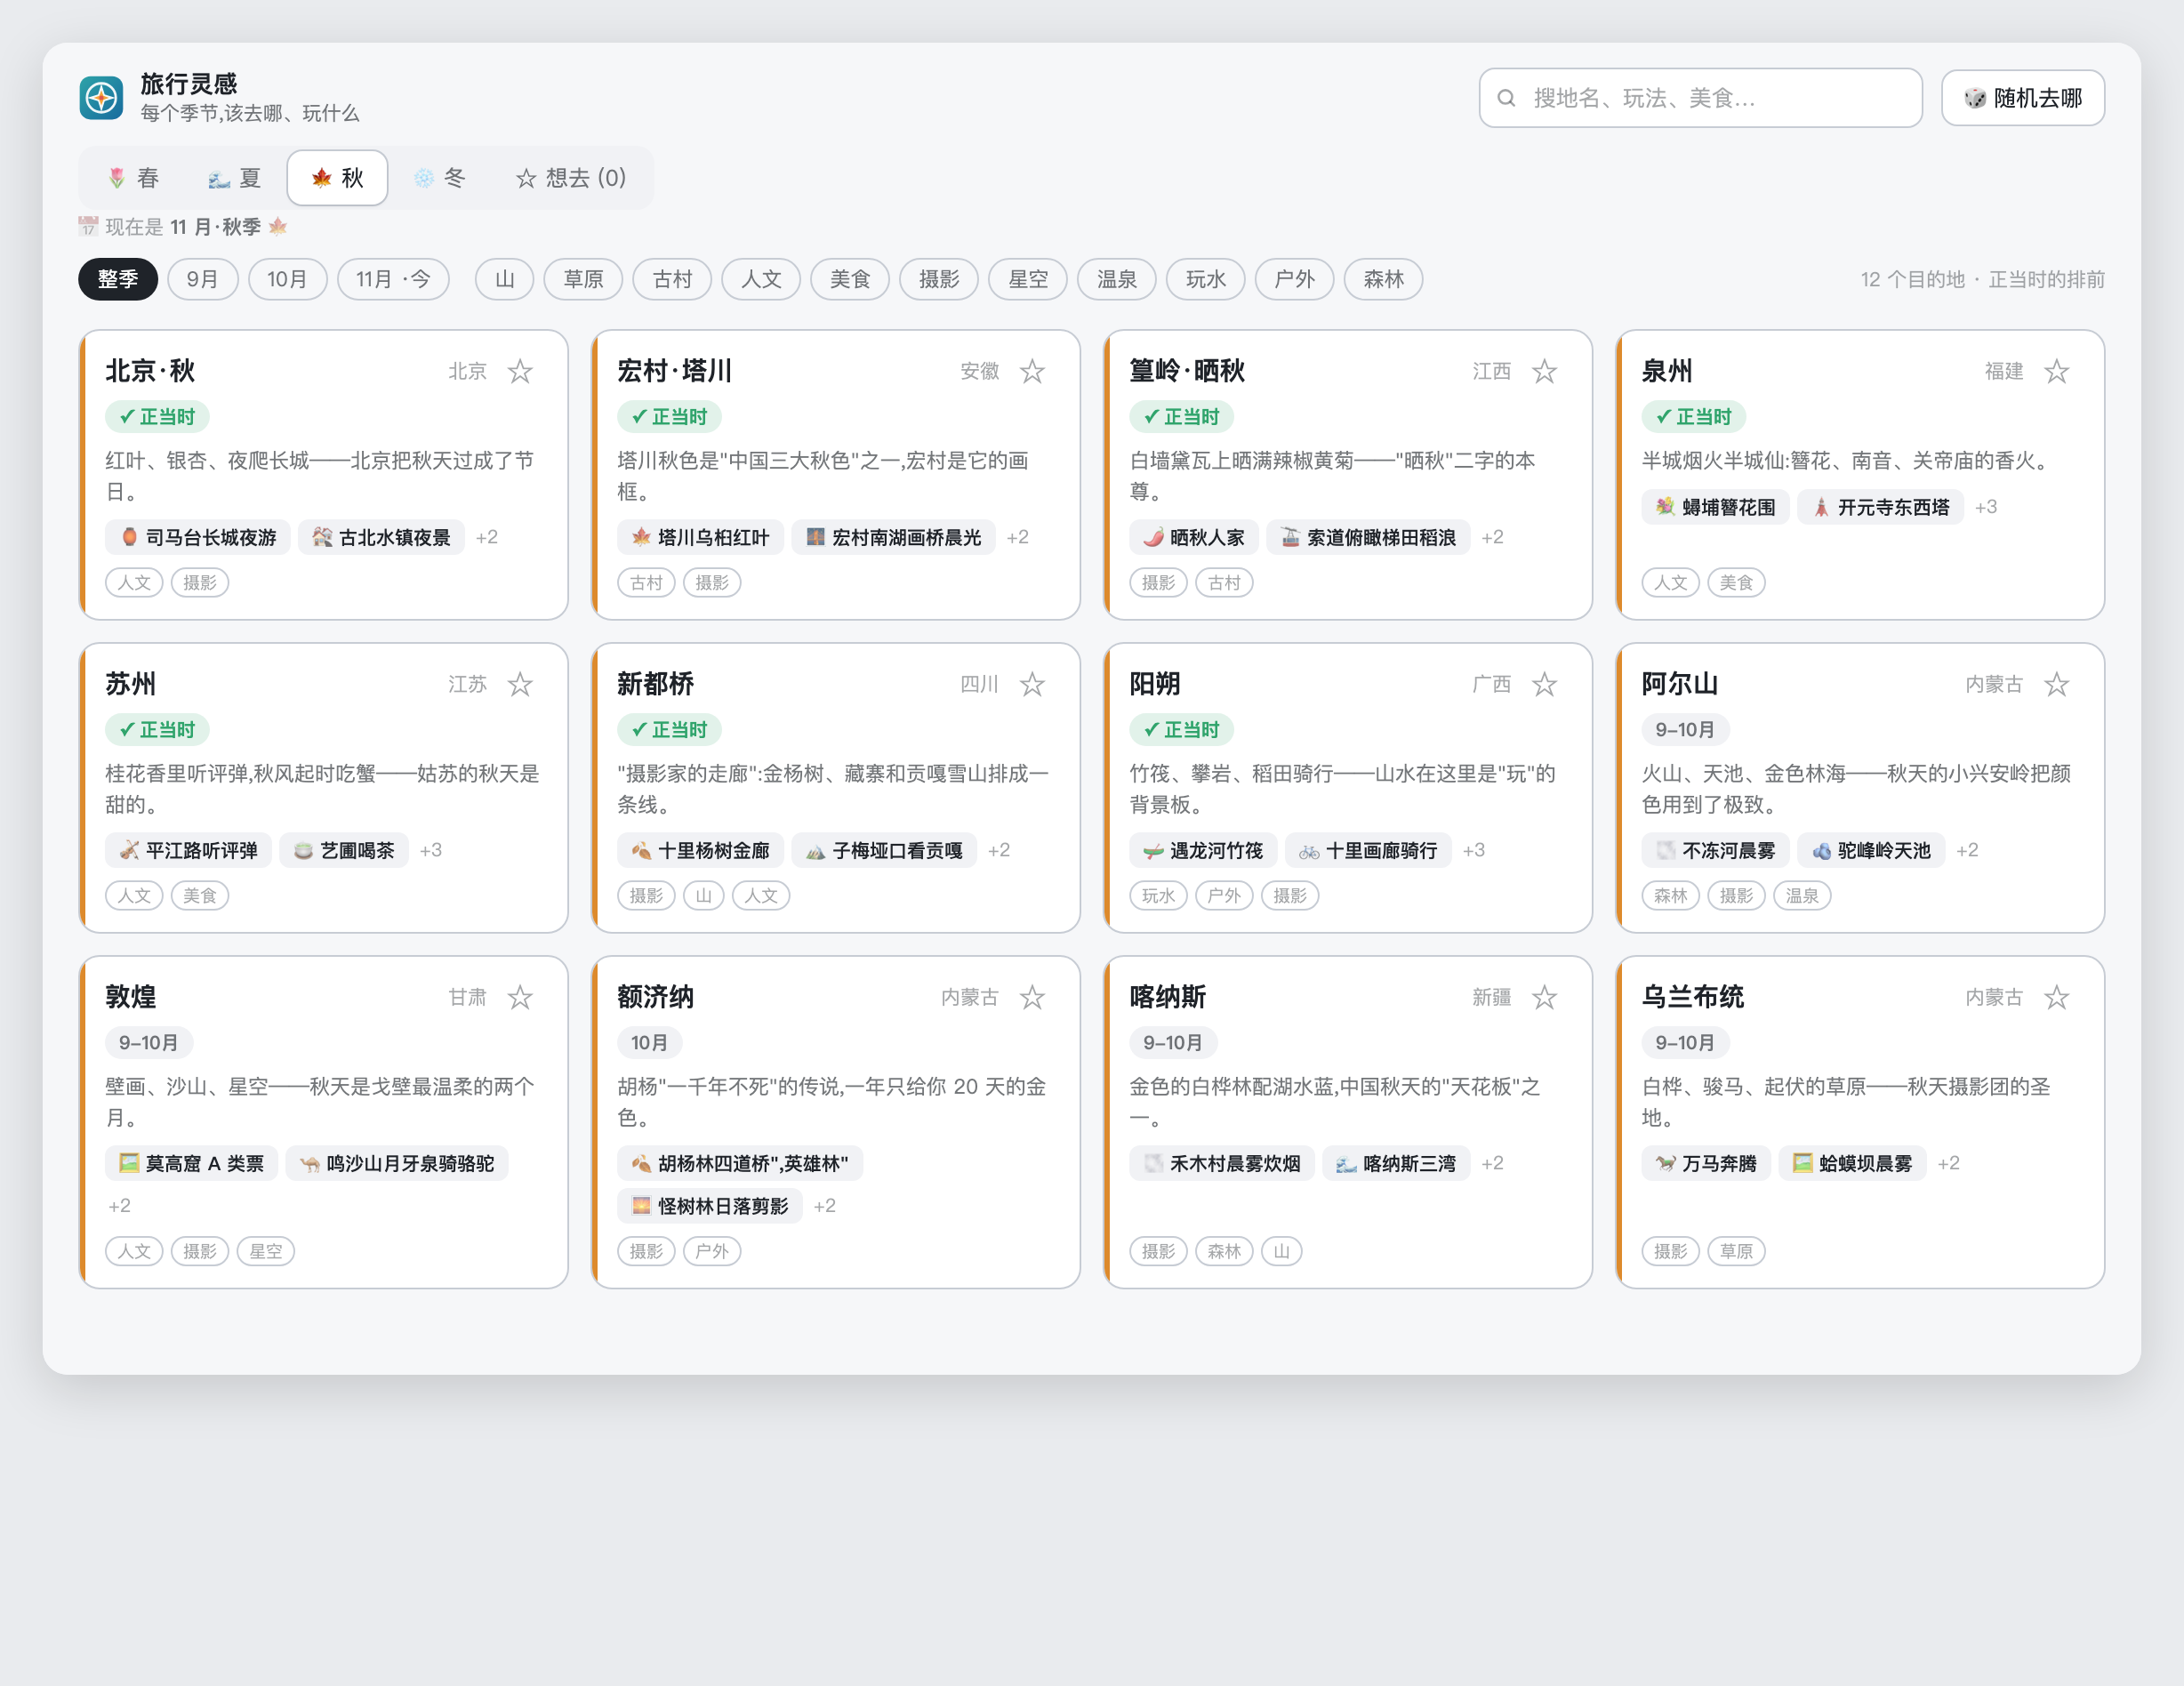 旅行灵感
每个季节,该去哪、玩什么
搜地名、玩法、美食…
🎲 随机去哪
🌷 春
🌊 夏
🍁 秋
❄️ 冬
☆ 想去 (0)
📅 现在是 11 月·秋季 🍁
整季 9月 10月 11月 ·今 山 草原 古村 人文 美食 摄影 星空 温泉 玩水 户外 森林
12 个目的地 · 正当时的排前
北京·秋 北京 ☆
✓ 正当时
红叶、银杏、夜爬长城——北京把秋天过成了节
日。
🏮 司马台长城夜游 🏘️ 古北水镇夜景 +2
人文 摄影
宏村·塔川 安徽 ☆
✓ 正当时
塔川秋色是"中国三大秋色"之一,宏村是它的画
框。
🍁 塔川乌桕红叶 🌉 宏村南湖画桥晨光 +2
古村 摄影
篁岭·晒秋 江西 ☆
✓ 正当时
白墙黛瓦上晒满辣椒黄菊——"晒秋"二字的本
尊。
🌶️ 晒秋人家 🚡 索道俯瞰梯田稻浪 +2
摄影 古村
泉州 福建 ☆
✓ 正当时
半城烟火半城仙:簪花、南音、关帝庙的香火。
💐 蟳埔簪花围 🗼 开元寺东西塔 +3
人文 美食
苏州 江苏 ☆
✓ 正当时
桂花香里听评弹,秋风起时吃蟹——姑苏的秋天是
甜的。
🎻 平江路听评弹 🍵 艺圃喝茶 +3
人文 美食
新都桥 四川 ☆
✓ 正当时
"摄影家的走廊":金杨树、藏寨和贡嘎雪山排成一
条线。
🍂 十里杨树金廊 🏔️ 子梅垭口看贡嘎 +2
摄影 山 人文
阳朔 广西 ☆
✓ 正当时
竹筏、攀岩、稻田骑行——山水在这里是"玩"的
背景板。
🛶 遇龙河竹筏 🚲 十里画廊骑行 +3
玩水 户外 摄影
阿尔山 内蒙古 ☆
9–10月
火山、天池、金色林海——秋天的小兴安岭把颜
色用到了极致。
🌫️ 不冻河晨雾 🫐 驼峰岭天池 +2
森林 摄影 温泉
敦煌 甘肃 ☆
9–10月
壁画、沙山、星空——秋天是戈壁最温柔的两个
月。
🖼️ 莫高窟 A 类票 🐪 鸣沙山月牙泉骑骆驼
+2
人文 摄影 星空
额济纳 内蒙古 ☆
10月
胡杨"一千年不死"的传说,一年只给你 20 天的金
色。
🍂 胡杨林四道桥",英雄林"
🌅 怪树林日落剪影 +2
摄影 户外
喀纳斯 新疆 ☆
9–10月
金色的白桦林配湖水蓝,中国秋天的"天花板"之
一。
🌫️ 禾木村晨雾炊烟 🌊 喀纳斯三湾 +2
摄影 森林 山
乌兰布统 内蒙古 ☆
9–10月
白桦、骏马、起伏的草原——秋天摄影团的圣
地。
🐎 万马奔腾 🖼️ 蛤蟆坝晨雾 +2
摄影 草原